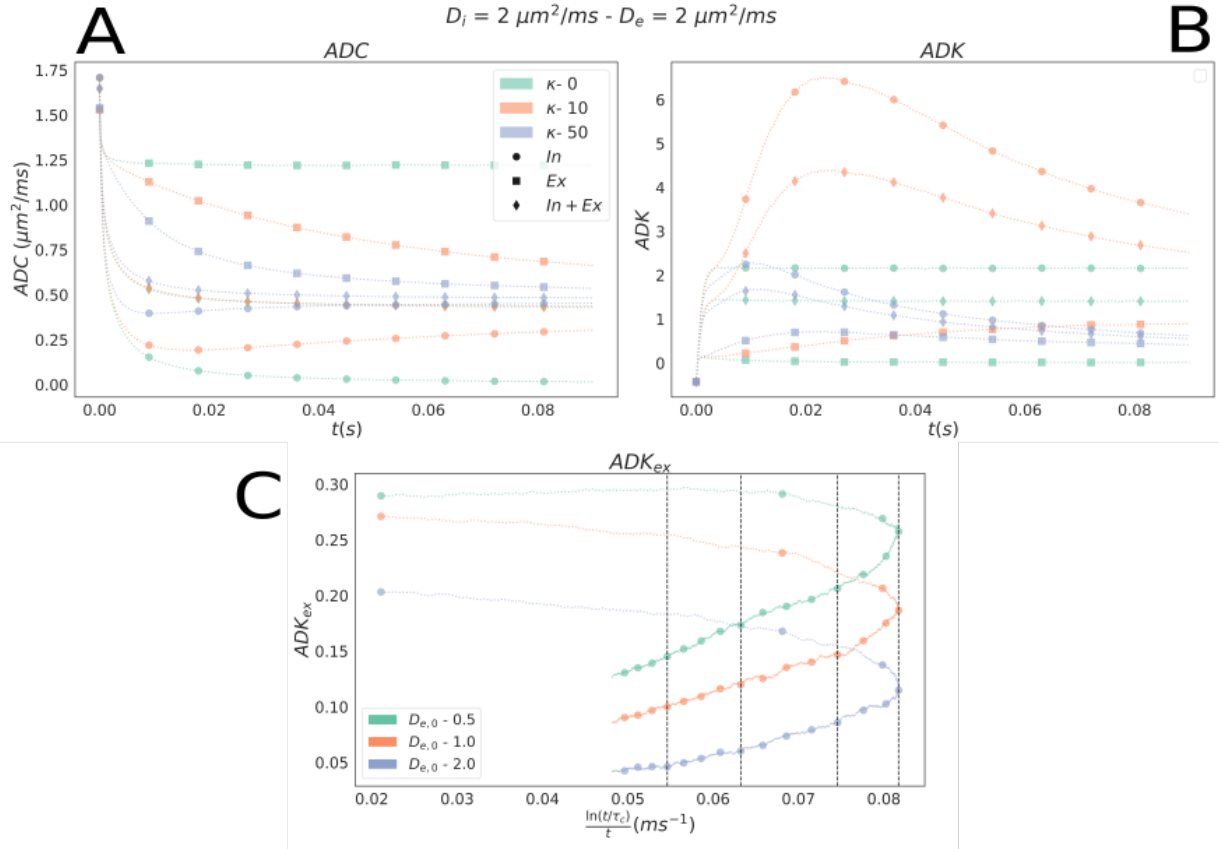 D_i = 2 μm²/ms - D_e = 2 μm²/ms
A
B
ADC
ADK
1.75
1.50
1.25
1.00
0.75
0.50
0.25
0.00
ADC (μm²/ms)
κ- 0
κ- 10
κ- 50
In
Ex
In + Ex
0.00 0.02 0.04 0.06 0.08
t(s)
6
5
4
3
2
1
0
ADK
0.00 0.02 0.04 0.06 0.08
t(s)
C
ADK_ex
0.30
0.25
0.20
0.15
0.10
0.05
ADK_ex
D_{e,0} - 0.5
D_{e,0} - 1.0
D_{e,0} - 2.0
0.02 0.03 0.04 0.05 0.06 0.07 0.08
ln(t/τ_c)/t (ms⁻¹)